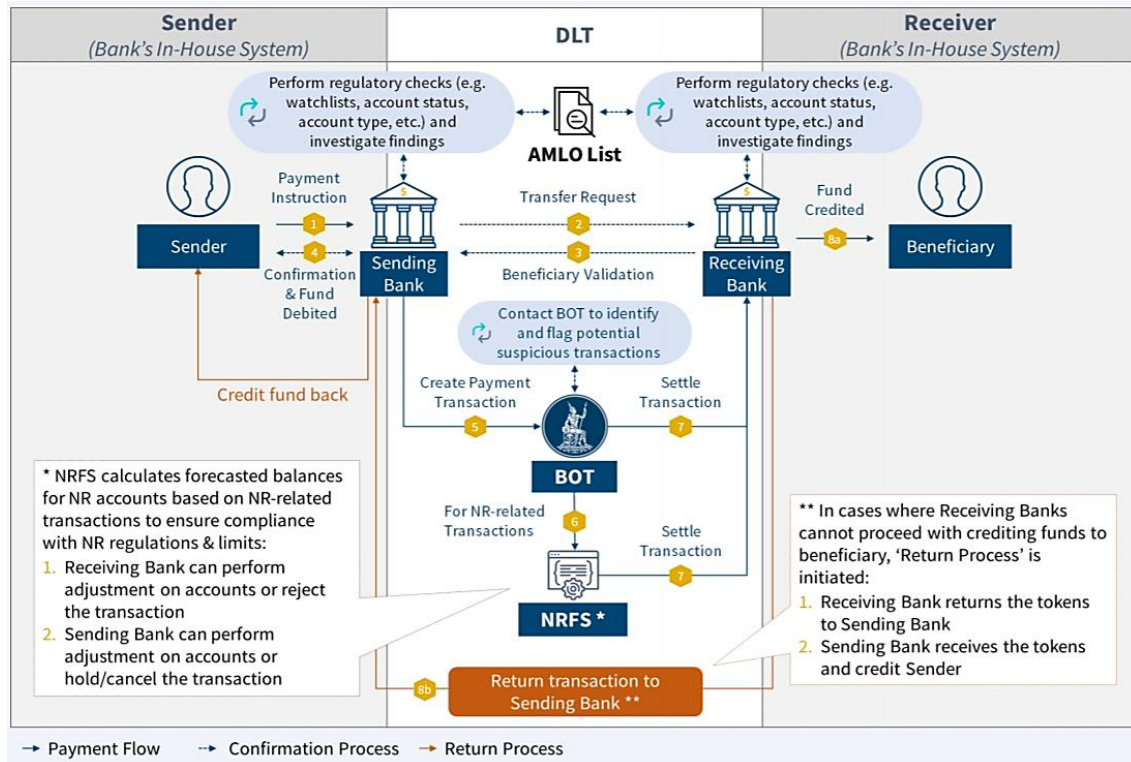 Sender
(Bank's In-House System)
DLT
Receiver
(Bank's In-House System)
Perform regulatory checks (e.g.
watchlists, account status,
account type, etc.) and
investigate findings
AMLO List
Perform regulatory checks (e.g.
watchlists, account status,
account type, etc.) and
investigate findings
Payment
Instruction
1
Sender
4
Confirmation
& Fund
Debited
$
Sending
Bank
Transfer Request
2
3
Beneficiary Validation
$
Receiving
Bank
Fund
Credited
8a
Beneficiary
Contact BOT to identify
and flag potential
suspicious transactions
Credit fund back
Create Payment
Transaction
5
Settle
Transaction
7
BOT
For NR-related
Transactions
6
Settle
Transaction
7
NRFS *
* NRFS calculates forecasted balances
for NR accounts based on NR-related
transactions to ensure compliance
with NR regulations & limits:
1. Receiving Bank can perform
adjustment on accounts or reject
the transaction
2. Sending Bank can perform
adjustment on accounts or
hold/cancel the transaction
** In cases where Receiving Banks
cannot proceed with crediting funds to
beneficiary, ‘Return Process’ is
initiated:
1. Receiving Bank returns the tokens
to Sending Bank
2. Sending Bank receives the tokens
and credit Sender
8b
Return transaction to
Sending Bank **
Payment Flow
Confirmation Process
Return Process